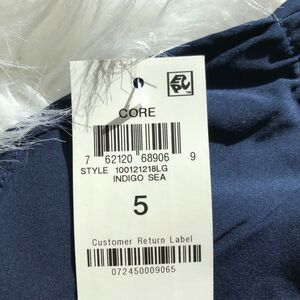 CORE
7 62120 68906 9
STYLE 100121218LG
INDIGO SEA
5
Customer Return Label
072450009065